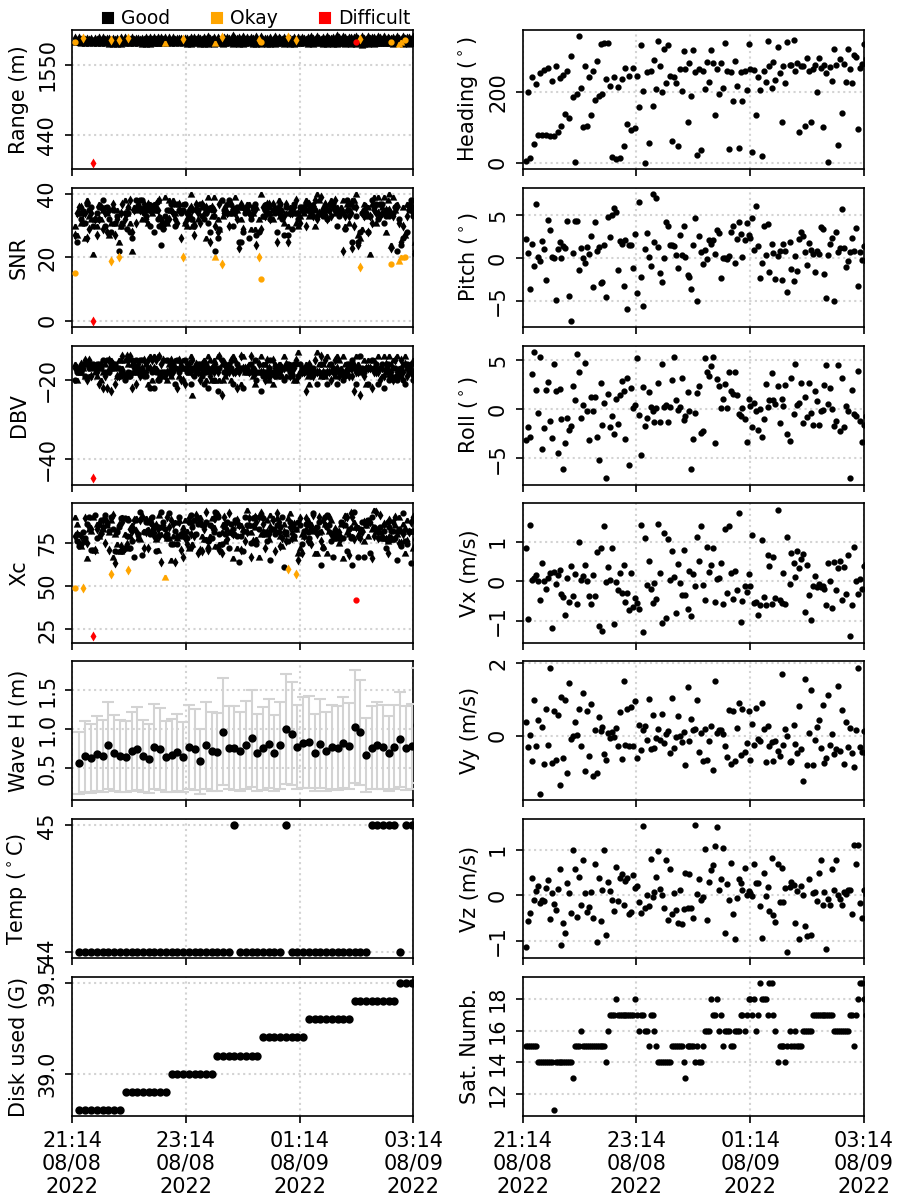 Good Okay Difficult
Range (m)
1550
440
Heading (°)
200
0
SNR
40
20
0
Pitch (°)
5
0
−5
DBV
−20
−40
Roll (°)
5
0
−5
Xc
75
50
25
Vx (m/s)
1
0
−1
Wave H (m)
1.5
1.0
0.5
Vy (m/s)
2
0
Temp (°C)
45
44
Vz (m/s)
1
0
−1
Disk used (G)
39.5
39.0
Sat. Numb.
18
16
14
12
21:14 23:14 01:14 03:14
08/08 08/08 08/09 08/09
2022 2022 2022 2022
21:14 23:14 01:14 03:14
08/08 08/08 08/09 08/09
2022 2022 2022 2022